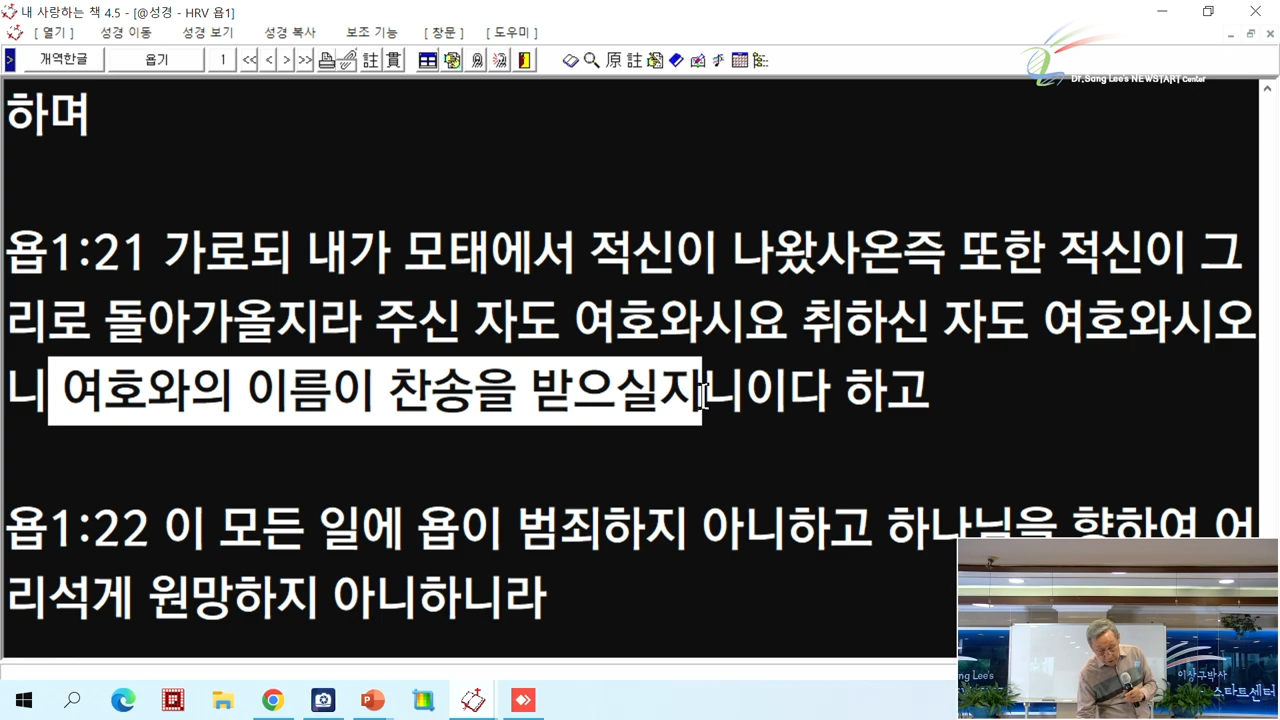 내 사랑하는 책 4.5 - [@성경 - HRV 욥1]
[ 열기 ] 성경 이동 성경 보기 성경 복사 보조 기능 [ 창문 ] [ 도우미 ]
> 개역한글 욥기 1 << < > >> 註 貫 原 註
Dr.Sang Lee's NEWSTART Center
하며
욥1:21 가로되 내가 모태에서 적신이 나왔사온즉 또한 적신이 그
리로 돌아가올지라 주신 자도 여호와시요 취하신 자도 여호와시오
니 여호와의 이름이 찬송을 받으실지니이다 하고
욥1:22 이 모든 일에 욥이 범죄하지 아니하고 하나님을 향하여 어
리석게 원망하지 아니하니라
ng Lee's
이상구박사
스타트센터